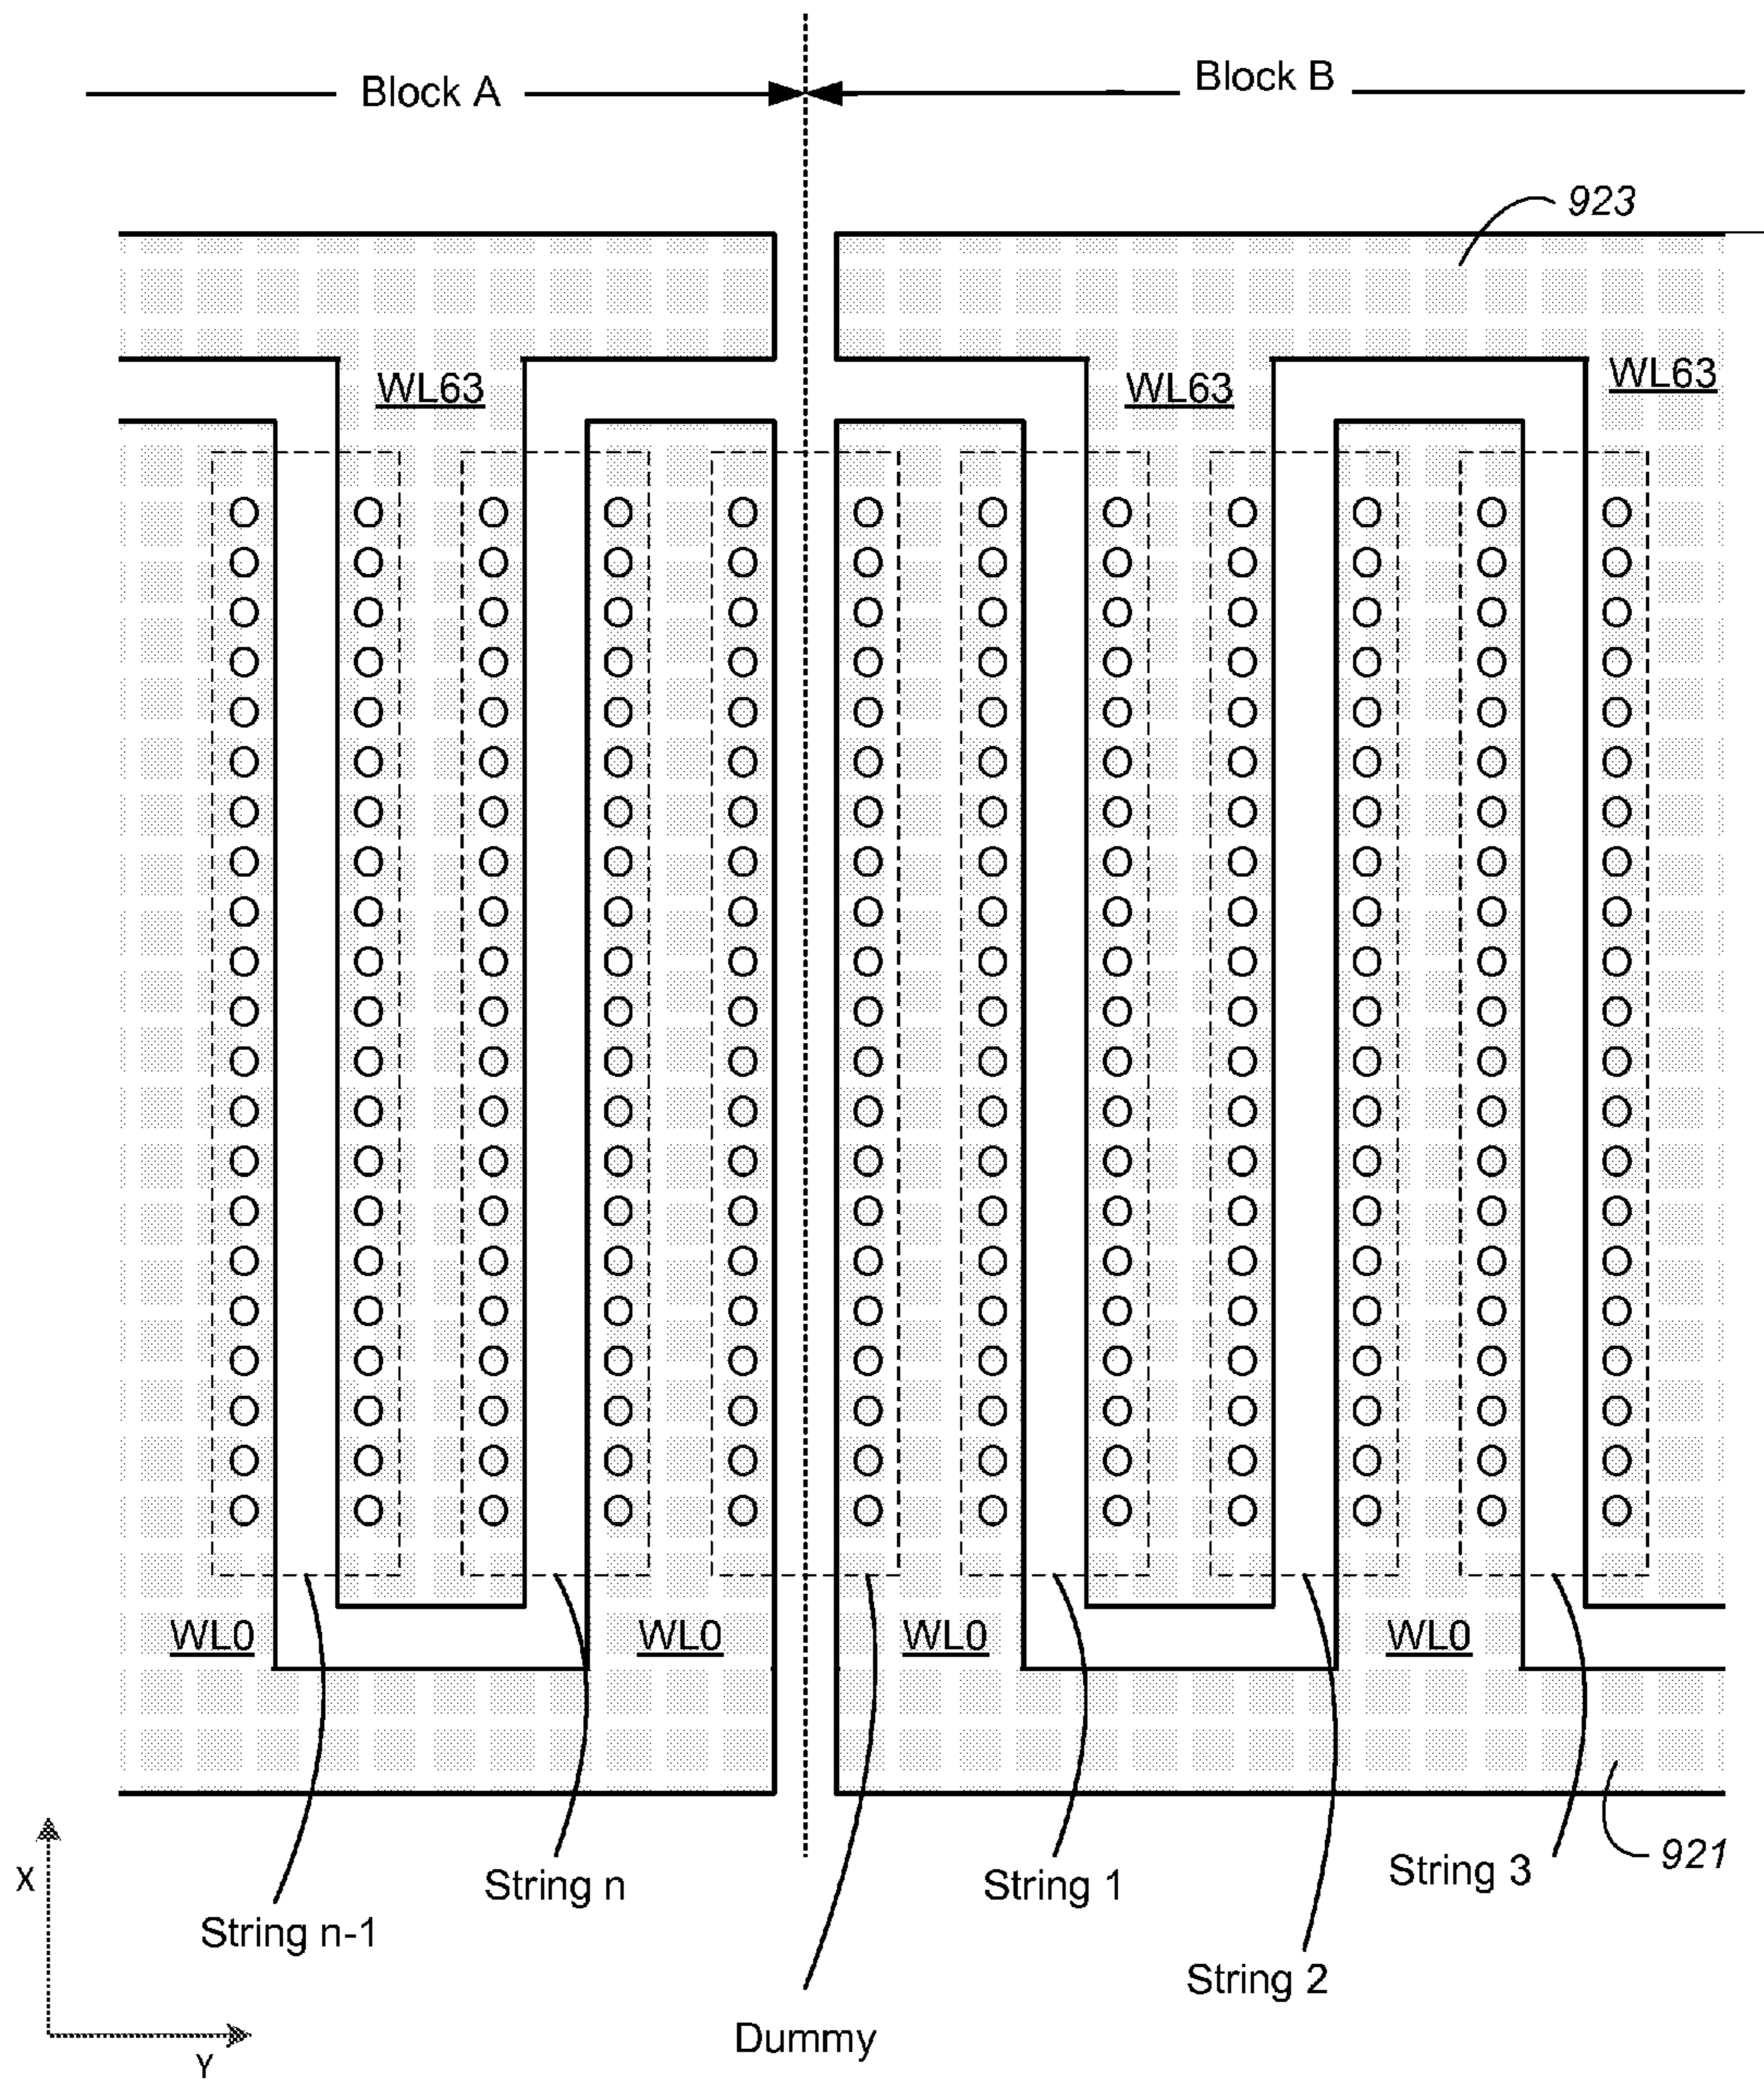 Block A
Block B
923
WL63
WL63
WL63
WL0
WL0
WL0
WL0
921
X
Y
String n-1
String n
Dummy
String 1
String 2
String 3